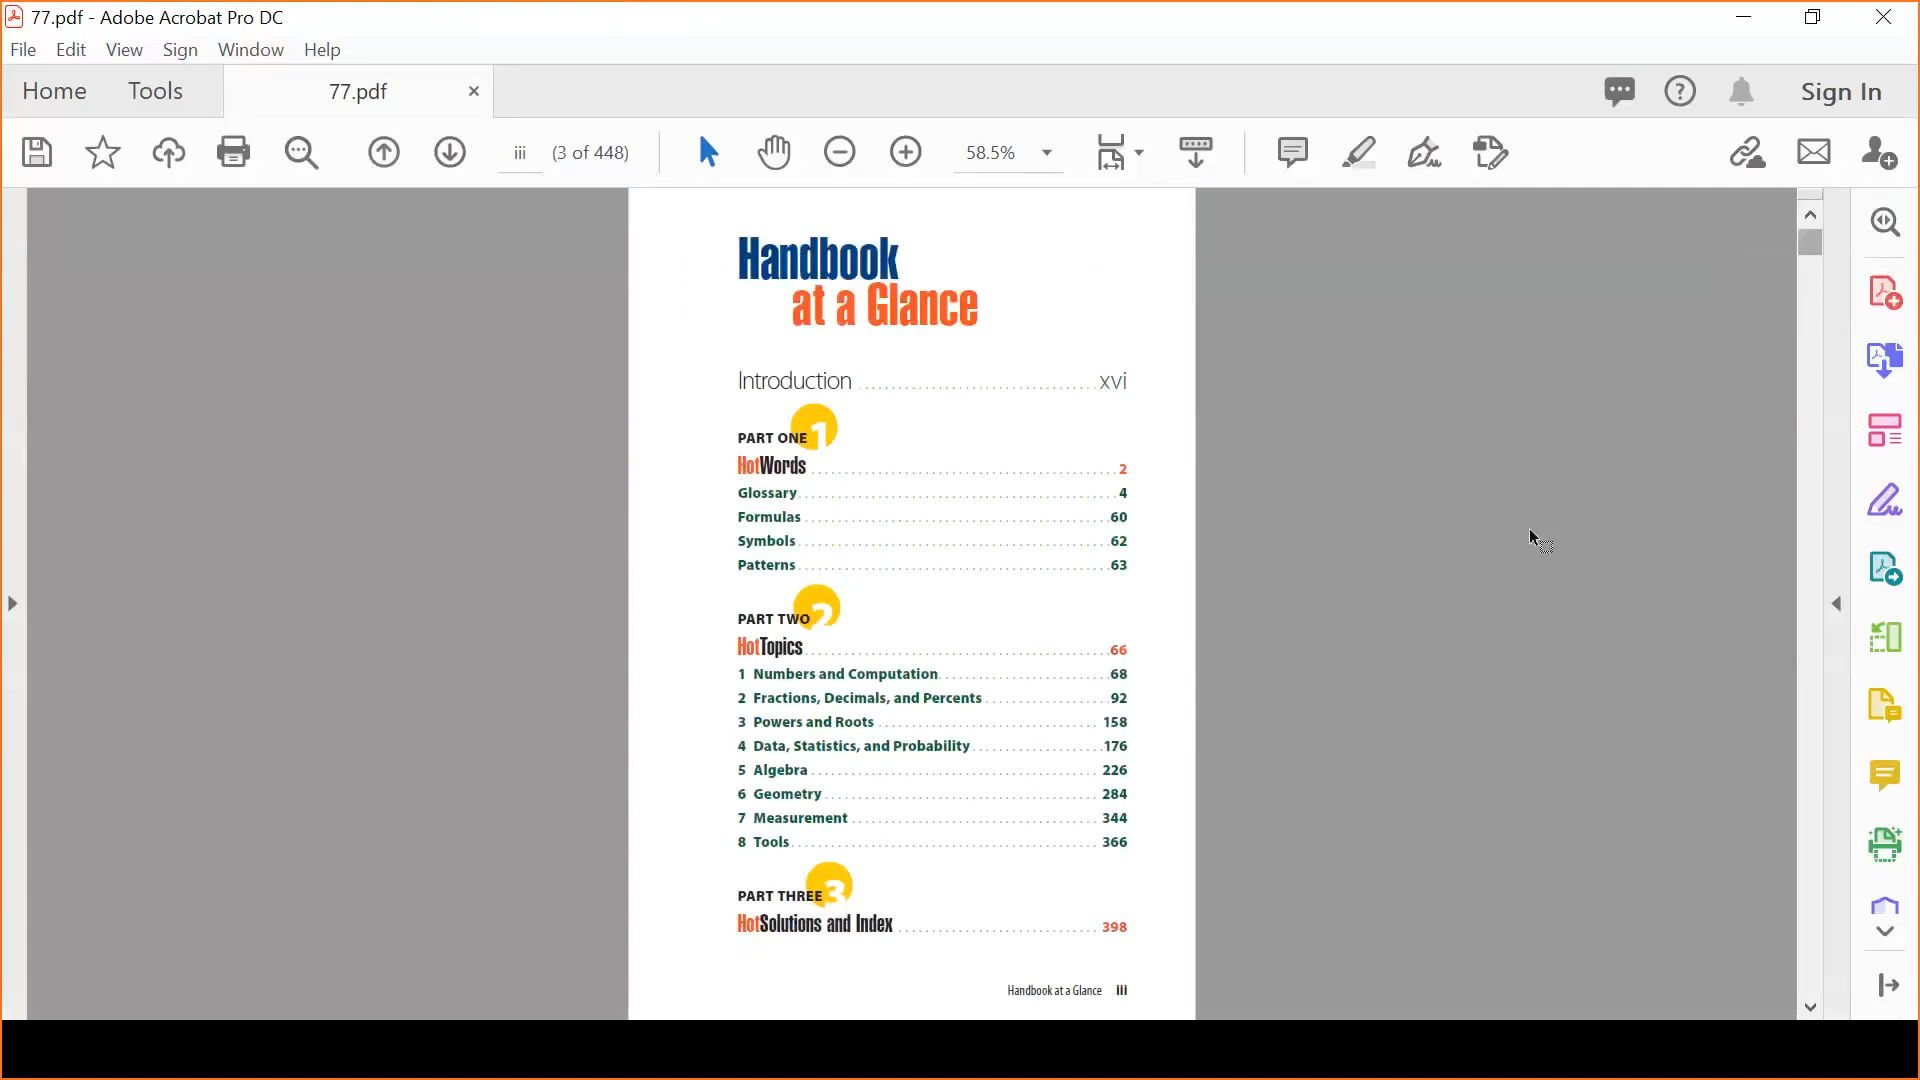 77.pdf - Adobe Acrobat Pro DC
File Edit View Sign Window Help
Home Tools 77.pdf Sign In
iii (3 of 448) 58.5%
Handbook
at a Glance
Introduction xvi
PART ONE 1
HotWords 2
Glossary 4
Formulas 60
Symbols 62
Patterns 63
PART TWO 2
HotTopics 66
1 Numbers and Computation 68
2 Fractions, Decimals, and Percents 92
3 Powers and Roots 158
4 Data, Statistics, and Probability 176
5 Algebra 226
6 Geometry 284
7 Measurement 344
8 Tools 366
PART THREE 3
HotSolutions and Index 398
Handbook at a Glance iii